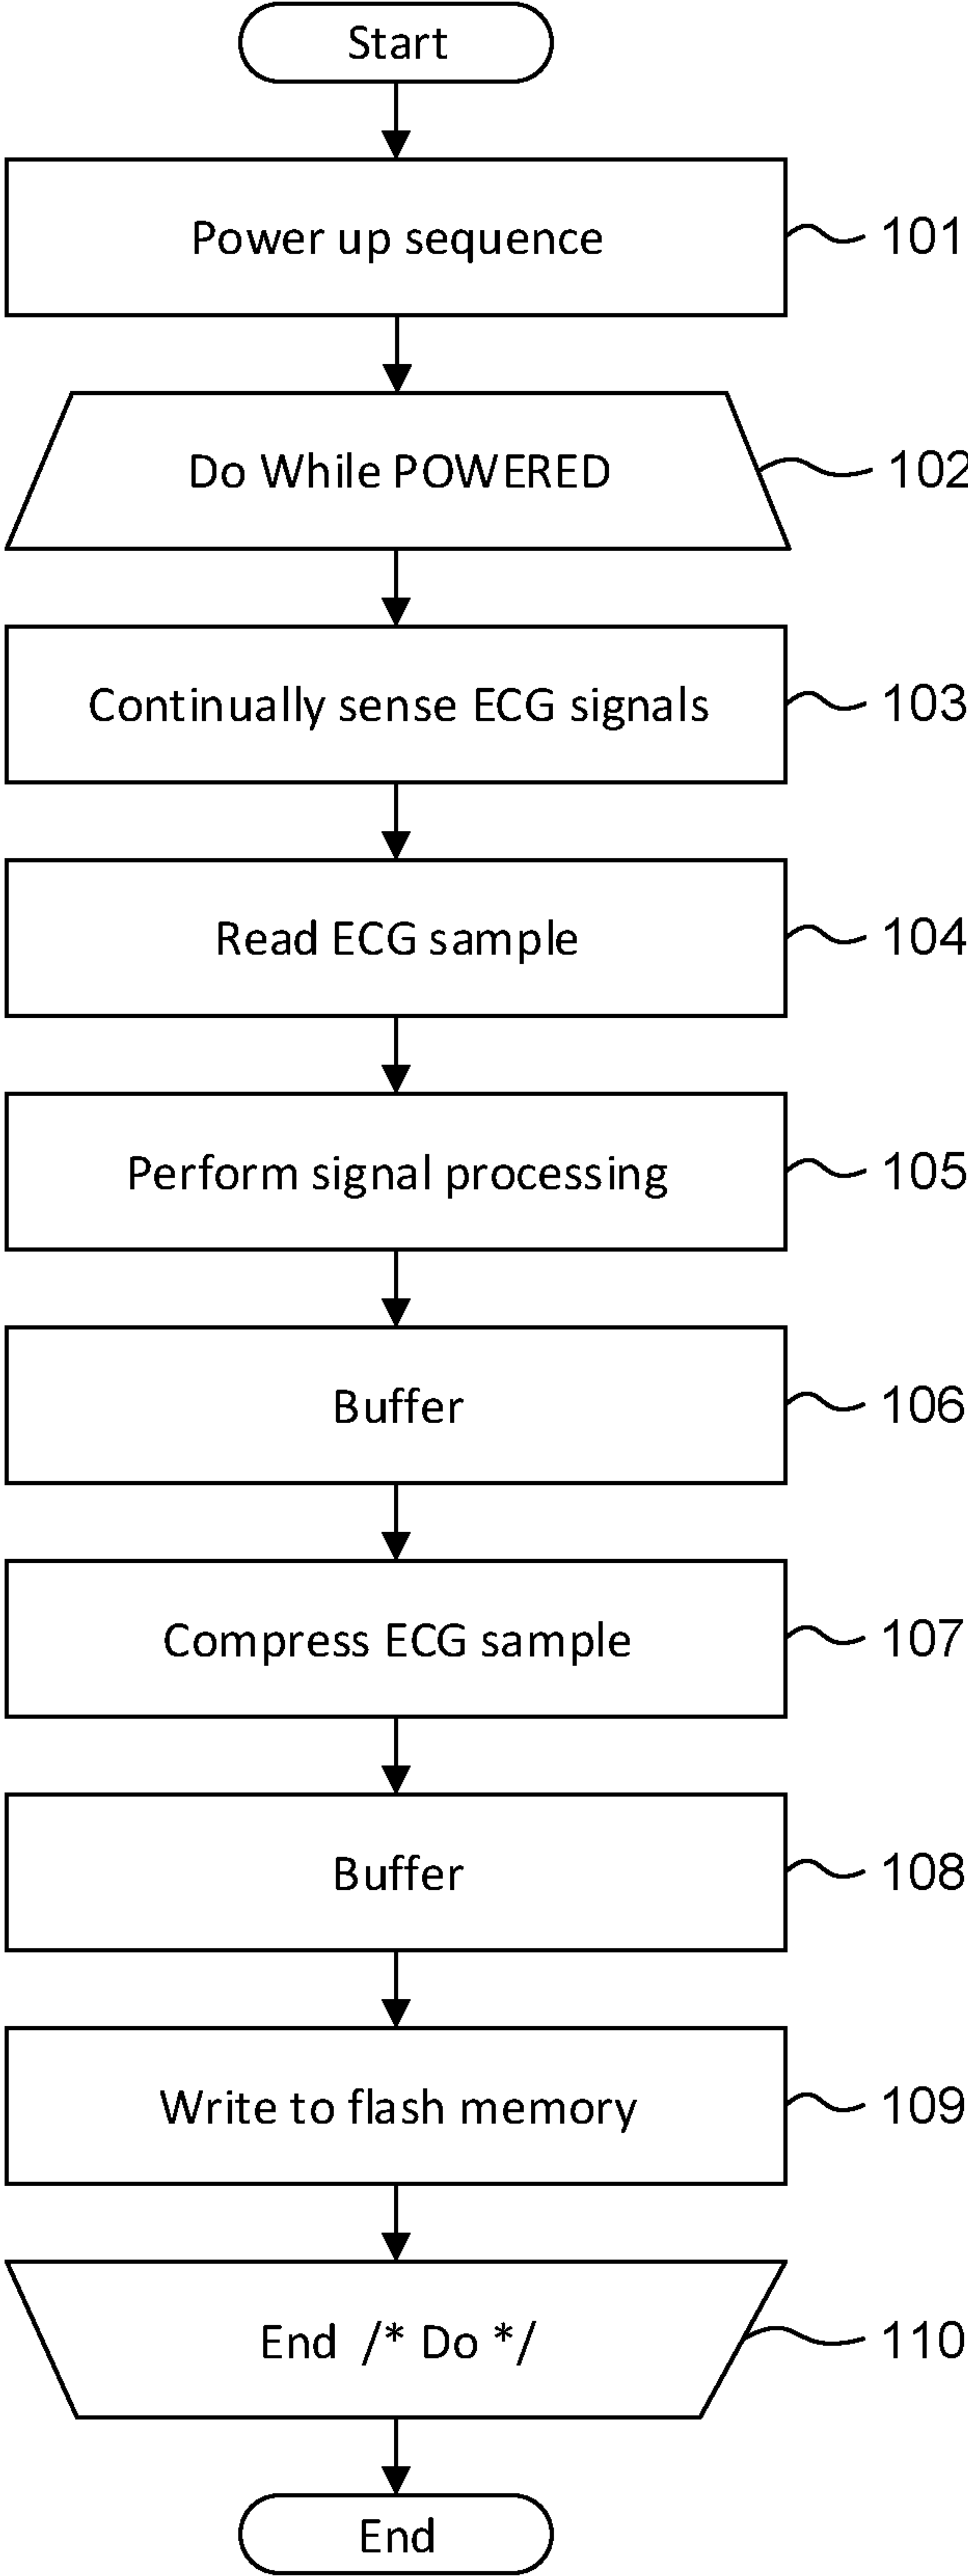 Start
Power up sequence
101
Do While POWERED
102
Continually sense ECG signals
103
Read ECG sample
104
Perform signal processing
105
Buffer
106
Compress ECG sample
107
Buffer
108
Write to flash memory
109
End /* Do */
110
End